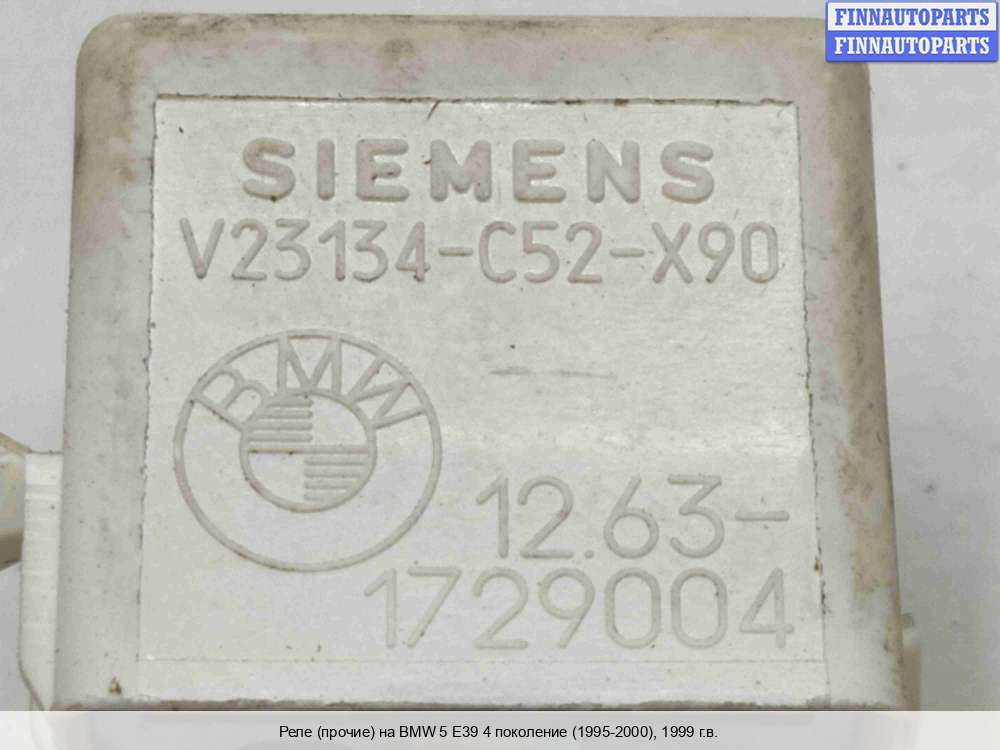 FINNAUTOPARTS
FINNAUTOPARTS
SIEMENS
V23134-C52-X90
BMW
12.63-
1729004
Реле (прочие) на BMW 5 E39 4 поколение (1995-2000), 1999 г.в.